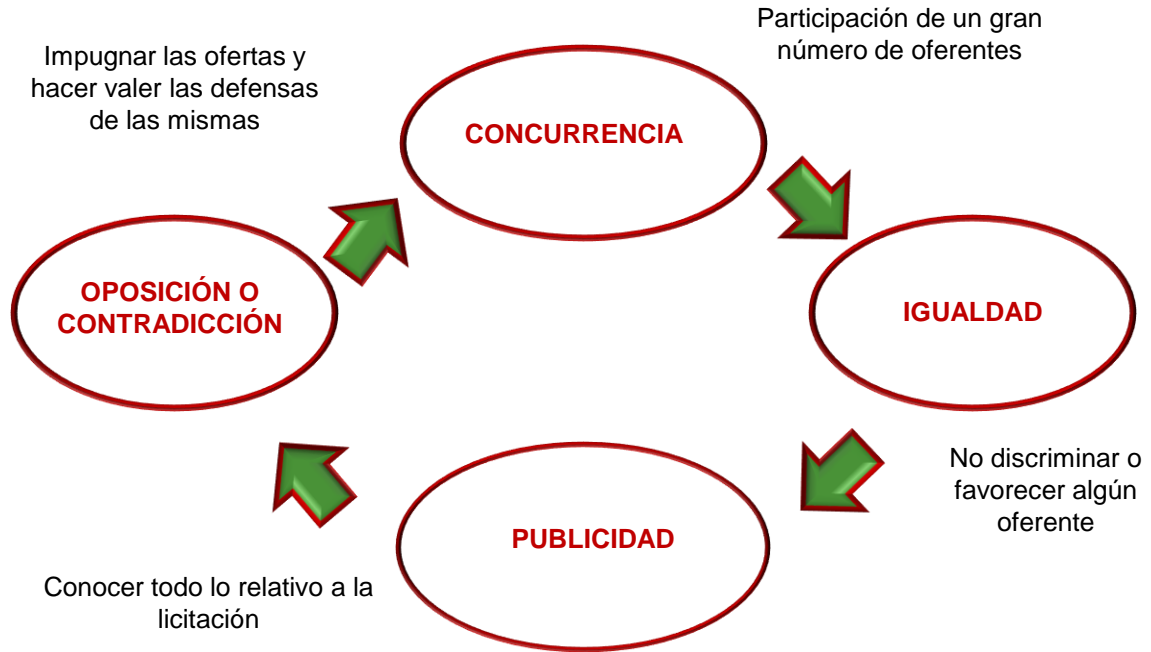 Participación de un gran
número de oferentes
Impugnar las ofertas y
hacer valer las defensas
de las mismas
CONCURRENCIA
OPOSICIÓN O
CONTRADICCIÓN
IGUALDAD
No discriminar o
favorecer algún
oferente
PUBLICIDAD
Conocer todo lo relativo a la
licitación